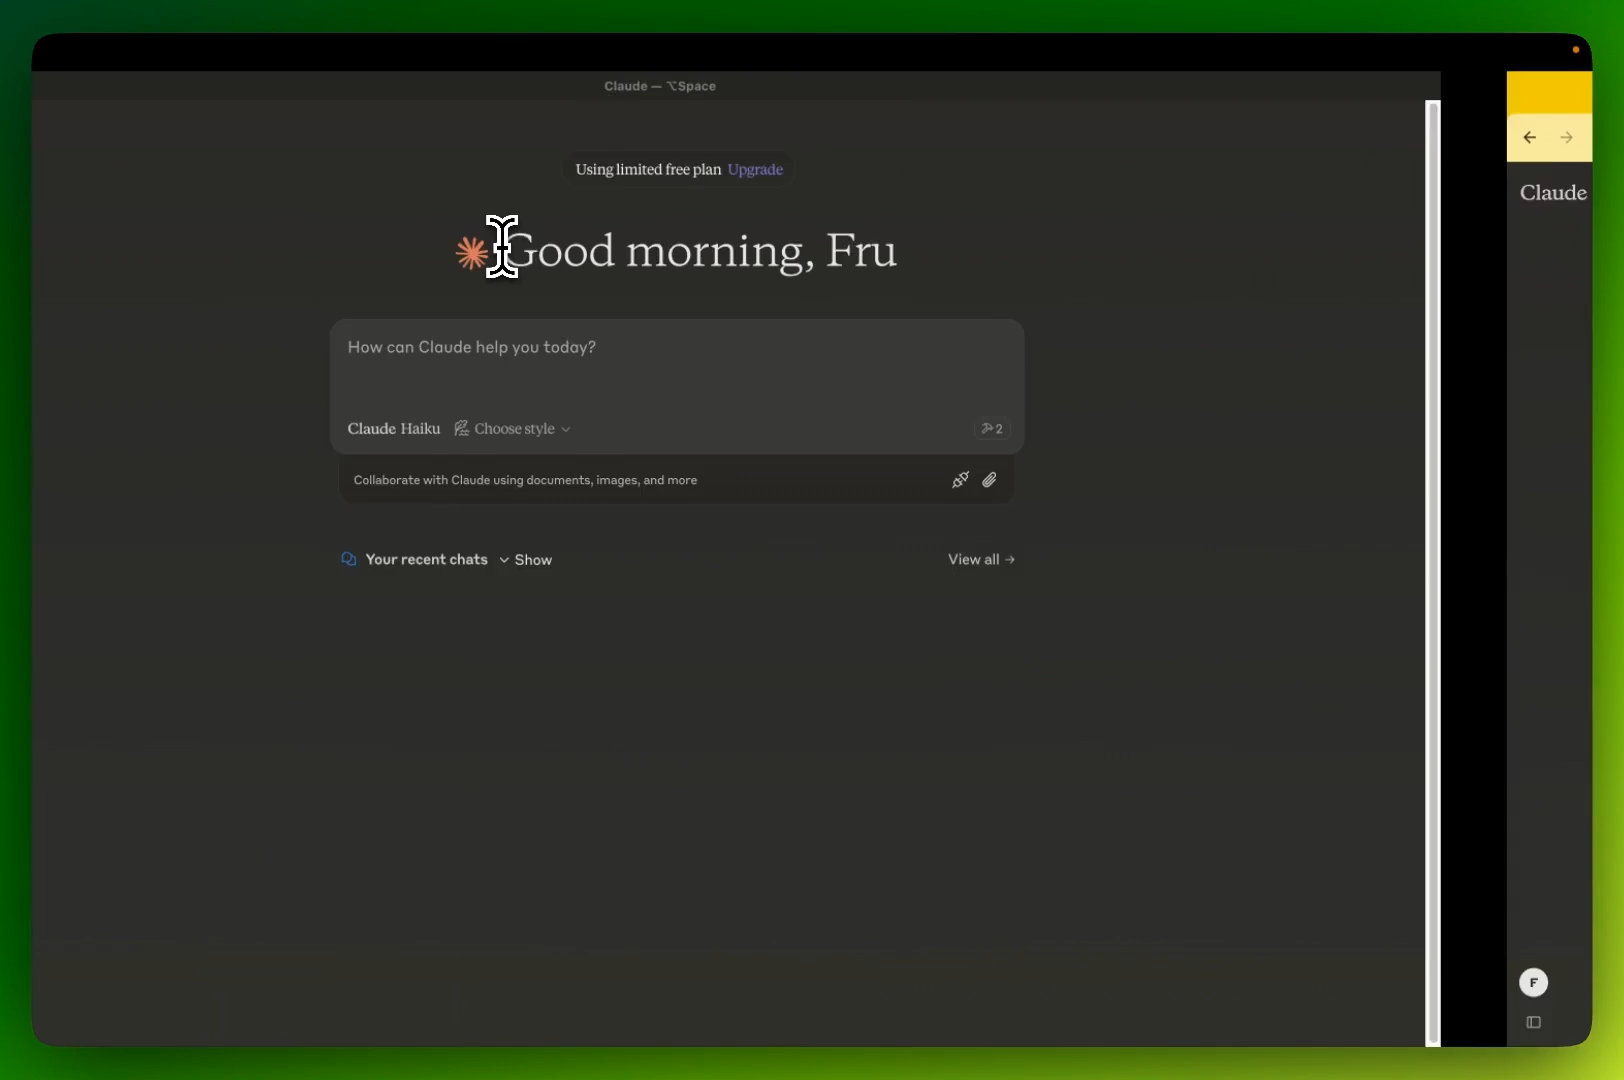 Claude — ⌥Space
Using limited free plan Upgrade
Good morning, Fru
How can Claude help you today?
Claude Haiku Choose style
2
Collaborate with Claude using documents, images, and more
Your recent chats Show
View all →
Claude
F